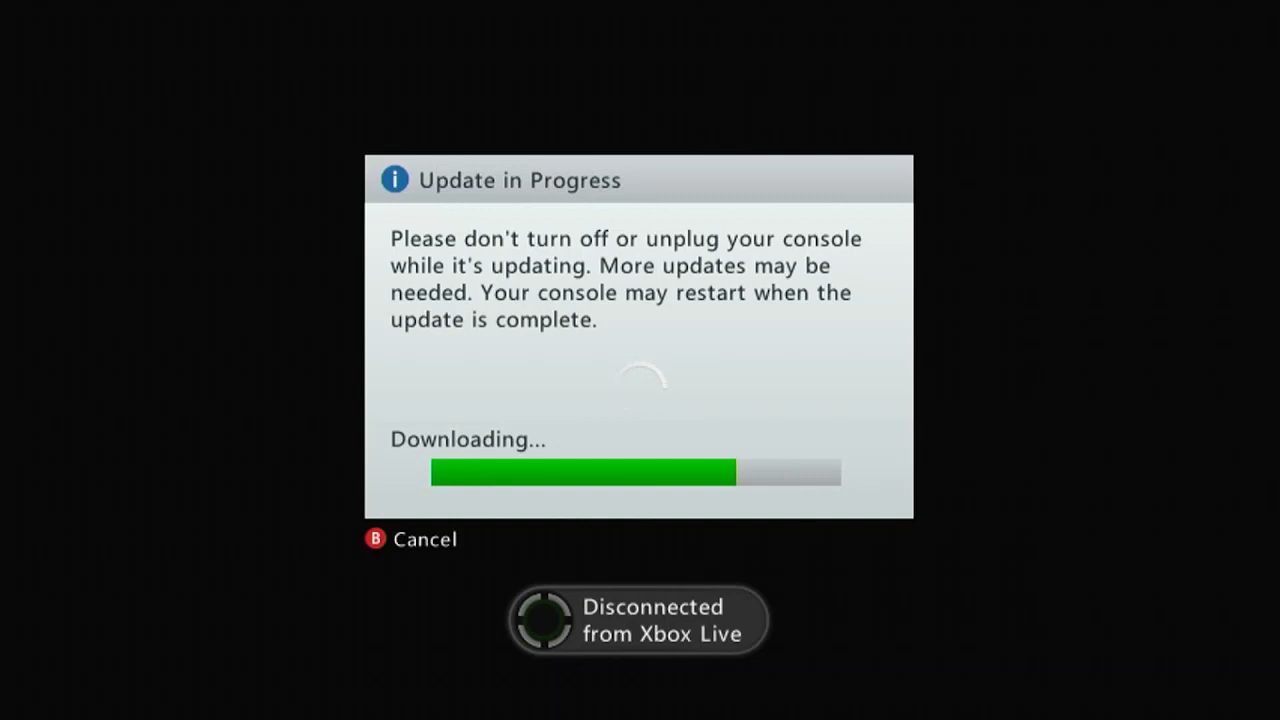 Update in Progress
Please don't turn off or unplug your console
while it's updating. More updates may be
needed. Your console may restart when the
update is complete.
Downloading...
B Cancel
Disconnected
from Xbox Live